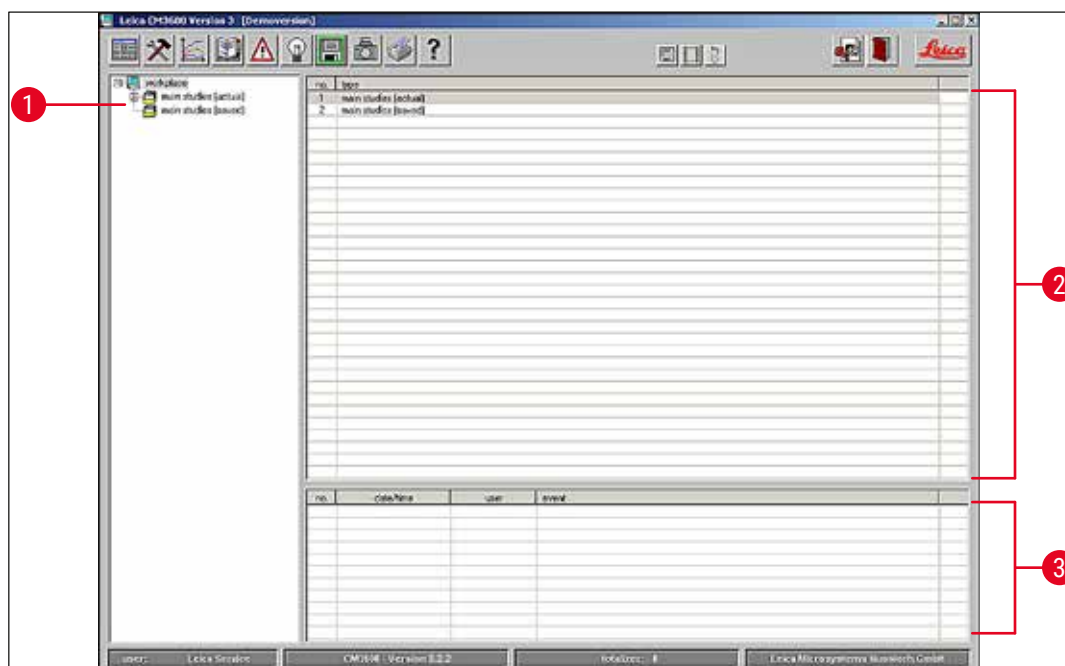 Leica CM3600 Version 3 [Demoversion]
?
Leica
workplace
main studies [actual]
main studies [saved]
1
no. type
1 main studies [actual]
2 main studies [saved]
2
no. date/time user event
3
user: Leica Service
CM3600 - Version 3.2.2
totalizer:
Leica Microsystems Nussloch GmbH